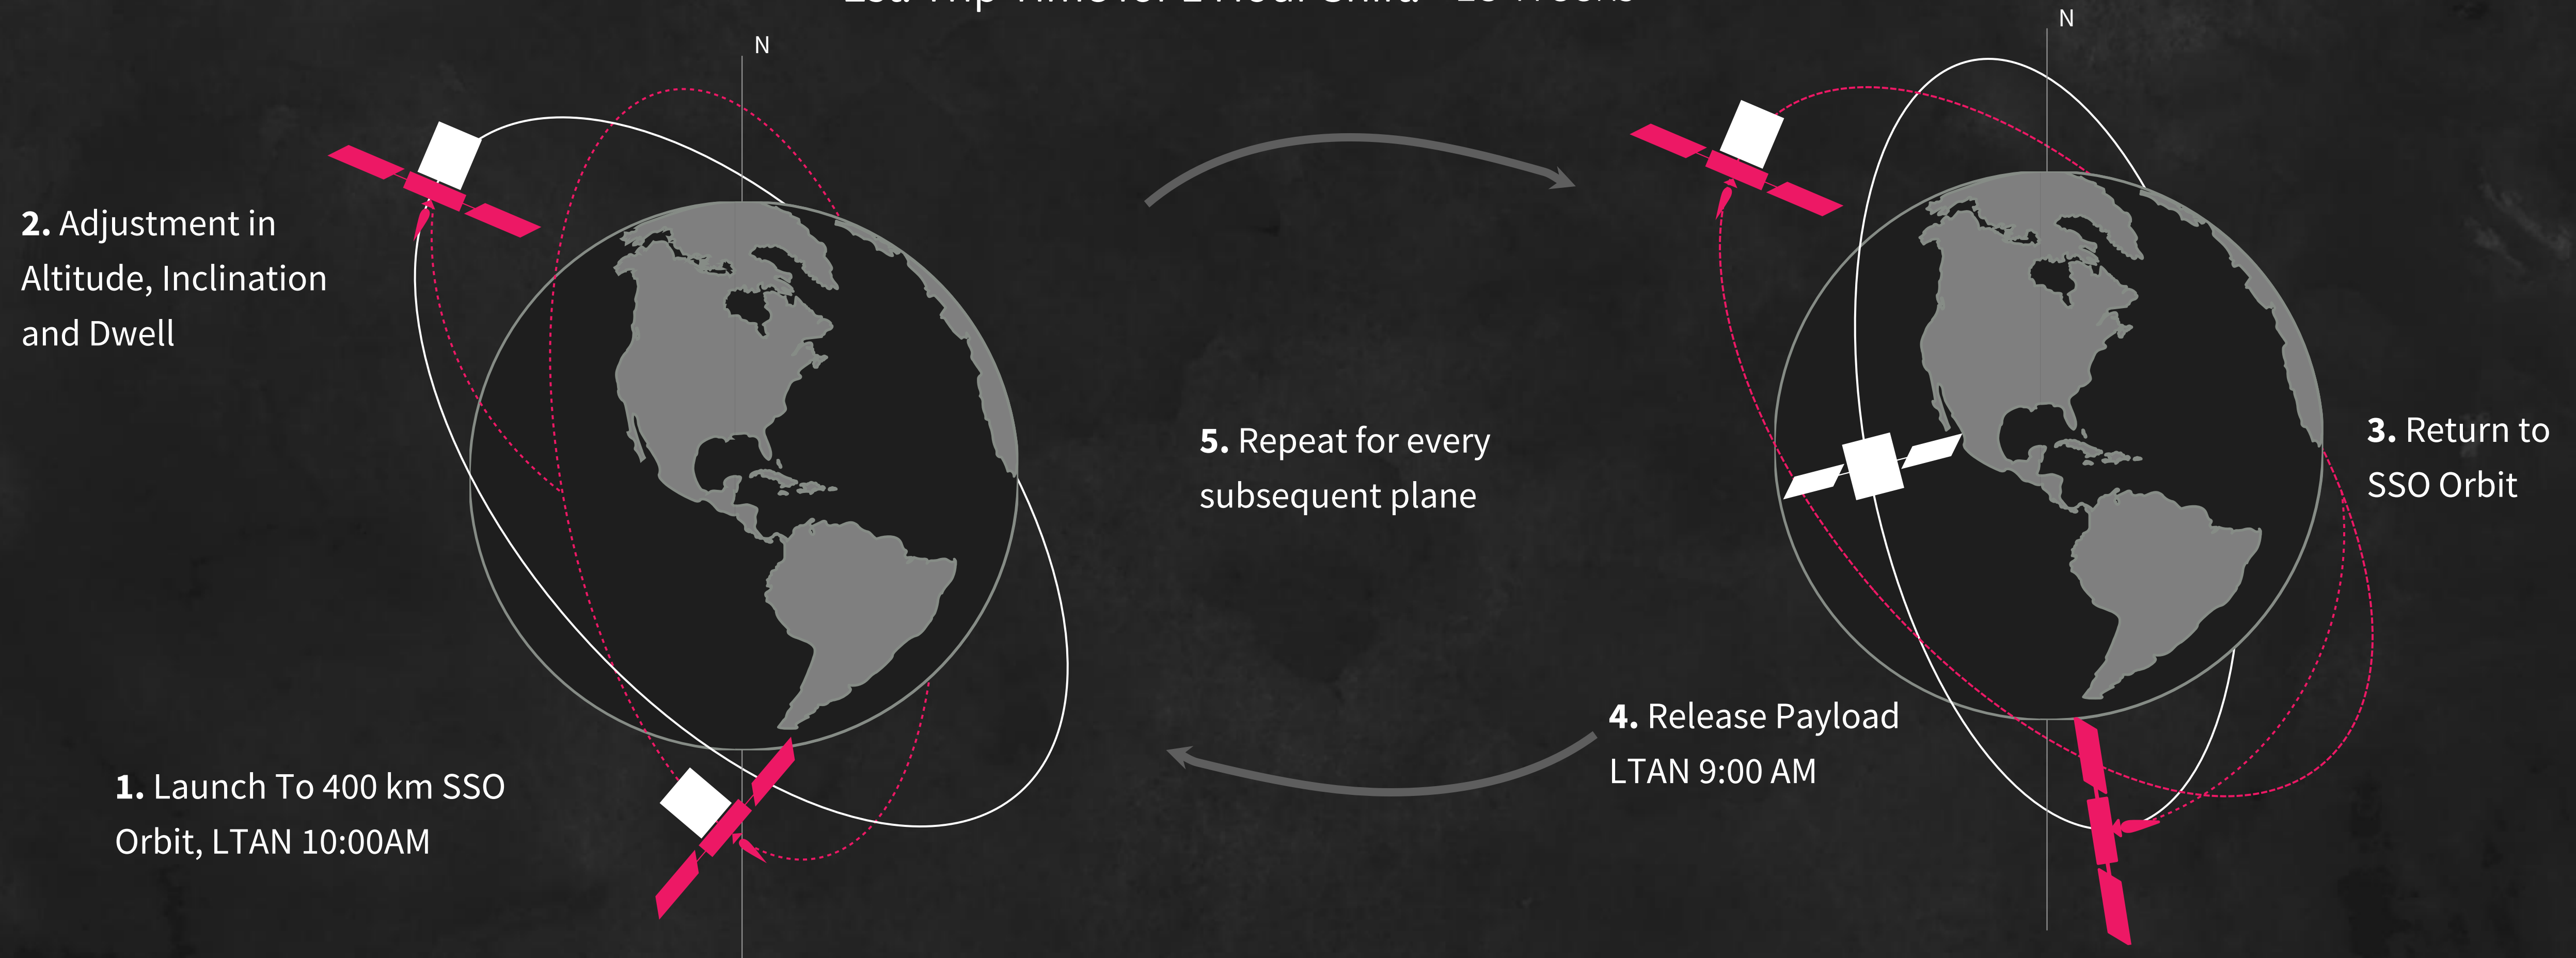 N
N
2. Adjustment in
Altitude, Inclination
and Dwell
1. Launch To 400 km SSO
Orbit, LTAN 10:00AM
5. Repeat for every
subsequent plane
3. Return to
SSO Orbit
4. Release Payload
LTAN 9:00 AM